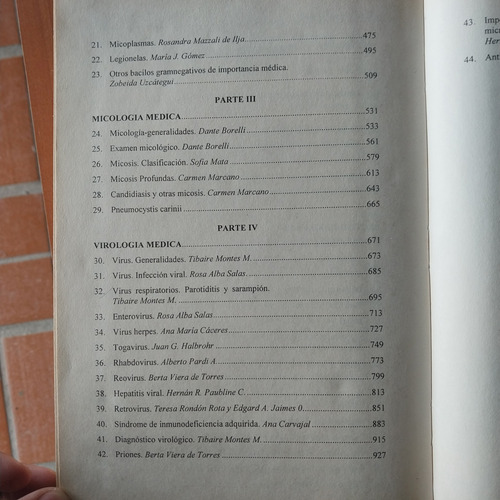 21. Micoplasmas. Rosandra Mazzali de Ilja 475
22. Legionelas. María J. Gómez 495
23. Otros bacilos gramnegativos de importancia médica.
Zobeida Uzcátegui 509
PARTE III
MICOLOGIA MEDICA 531
24. Micología-generalidades. Dante Borelli 533
25. Examen micológico. Dante Borelli 561
26. Micosis. Clasificación. Sofía Mata 579
27. Micosis Profundas. Carmen Marcano 613
28. Candidiasis y otras micosis. Carmen Marcano 643
29. Pneumocystis carinii 665
PARTE IV
VIROLOGIA MEDICA 671
30. Virus. Generalidades. Tibaire Montes M. 673
31. Virus. Infección viral. Rosa Alba Salas. 685
32. Virus respiratorios. Parotiditis y sarampión.
Tibaire Montes M. 695
33. Enterovirus. Rosa Alba Salas 713
34. Virus herpes. Ana María Cáceres 727
35. Togavirus. Juan G. Halbrohr 749
36. Rhabdovirus. Alberto Pardi A. 773
37. Reovirus. Berta Viera de Torres 799
38. Hepatitis viral. Hernán R. Paubline C. 813
39. Retrovirus. Teresa Rondón Rota y Edgard A. Jaimes 0. 851
40. Síndrome de inmunodeficiencia adquirida. Ana Carvajal 883
41. Diagnóstico virológico. Tibaire Montes M. 915
42. Priones. Berta Viera de Torres 927
43. Imp
mic
Her
44. Ant